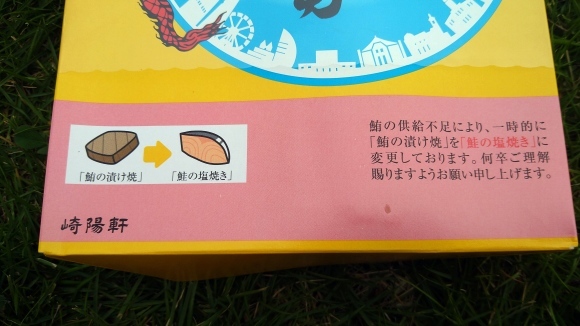 鮪の供給不足により、一時的に
「鮪の漬け焼」を「鮭の塩焼き」に
変更しております。何卒ご理解
賜りますようお願い申し上げます。
「鮪の漬け焼」
「鮭の塩焼き」
崎陽軒